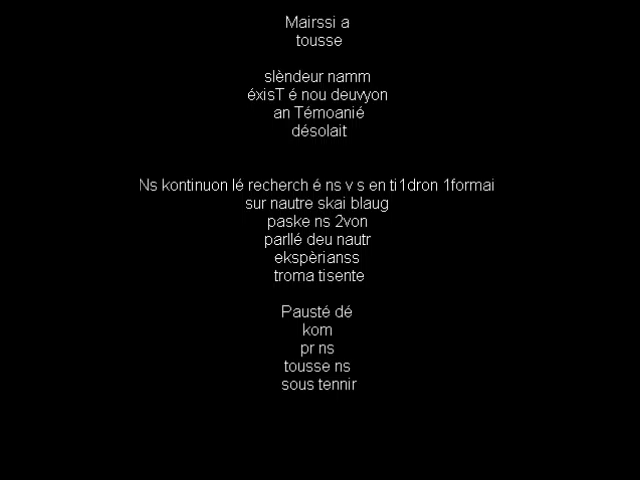 Mairssi a
tousse
slèndeur namm
éxisT é nou deuvyon
an Témoanié
désolait
Ns kontinuon lé recherch é ns v s en ti1dron 1formai
sur nautre skai blaug
paske ns 2von
parllé deu nautr
ekspèrianss
troma tisente
Pausté dé
kom
pr ns
tousse ns
sous tennir